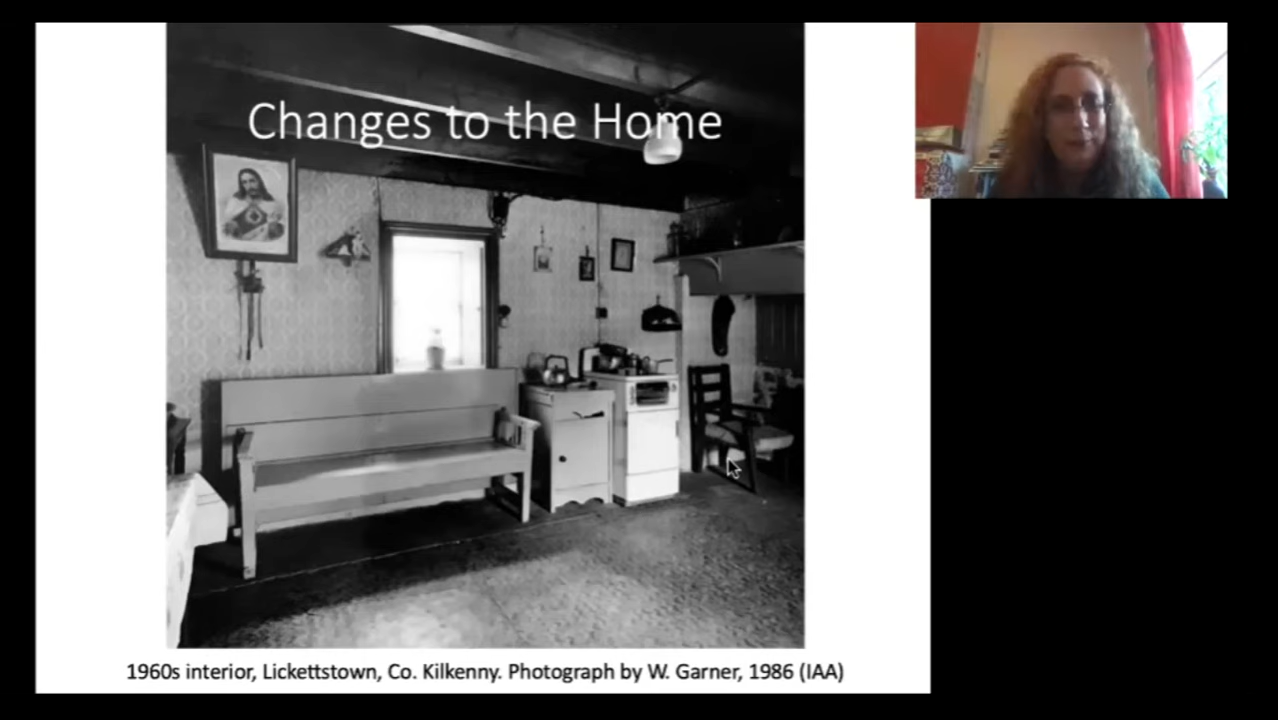 Changes to the Home
1960s interior, Lickettstown, Co. Kilkenny. Photograph by W. Garner, 1986 (IAA)